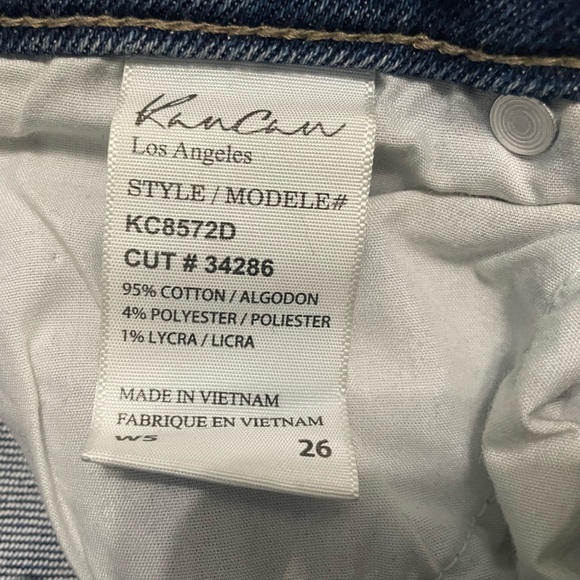 KanCan
Los Angeles
STYLE / MODELE#
KC8572D
CUT # 34286
95% COTTON / ALGODON
4% POLYESTER / POLIESTER
1% LYCRA / LICRA
MADE IN VIETNAM
FABRIQUE EN VIETNAM
W5
26